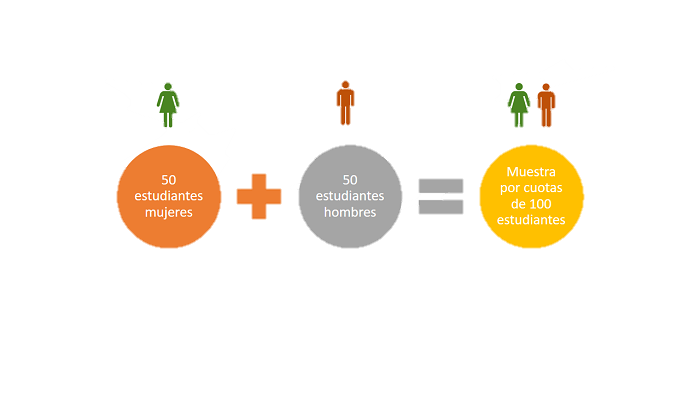 50
estudiantes
mujeres
50
estudiantes
hombres
Muestra
por cuotas
de 100
estudiantes